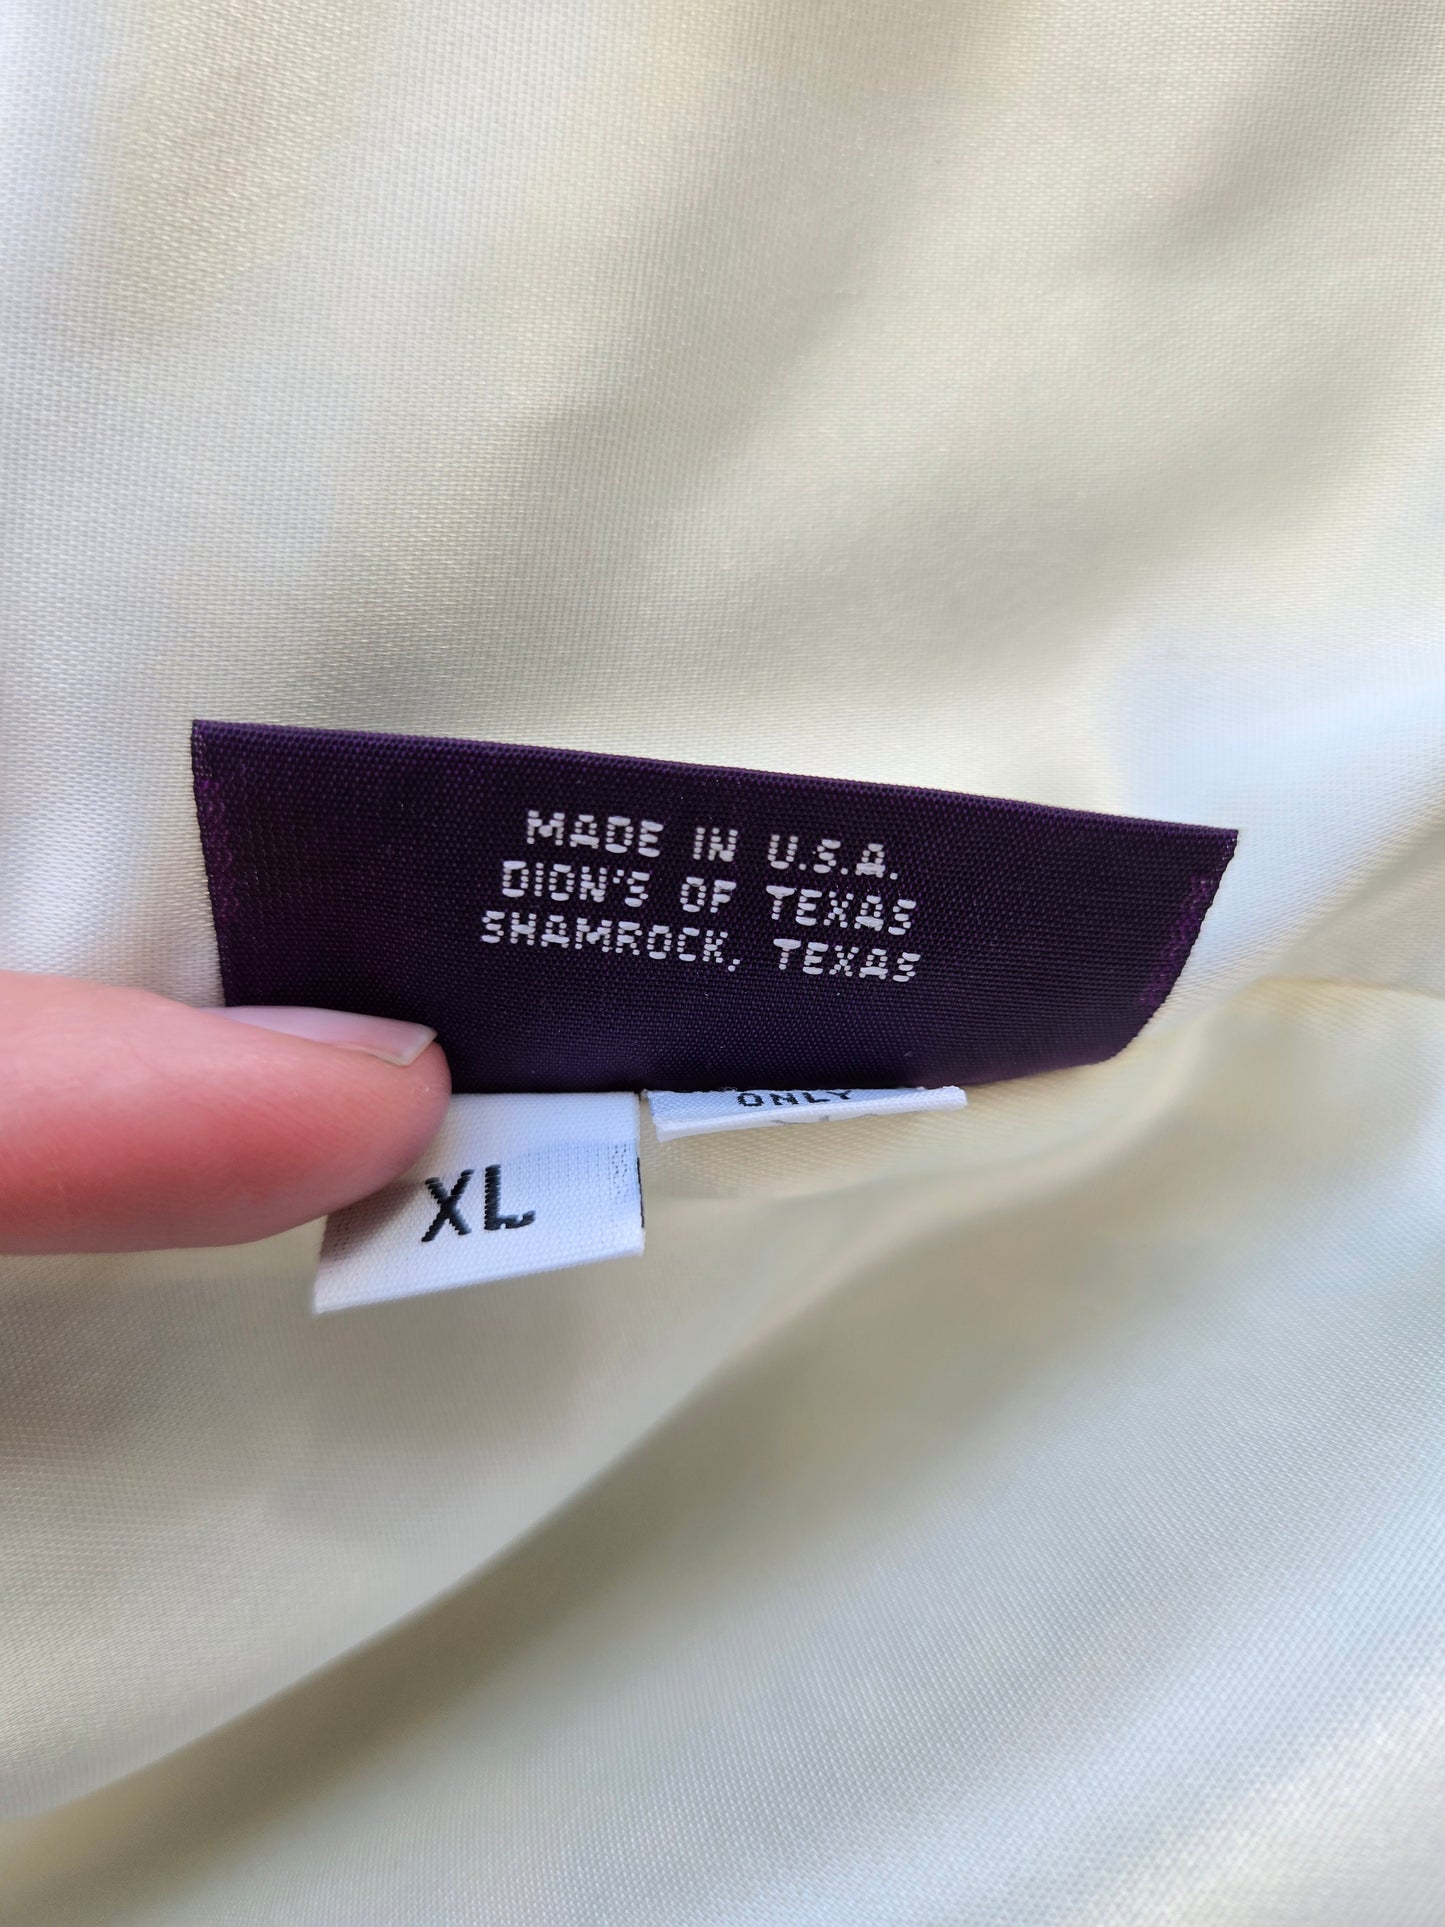 MADE IN U.S.A.
DION'S OF TEXAS
SHAMROCK, TEXAS
ONLY
XL